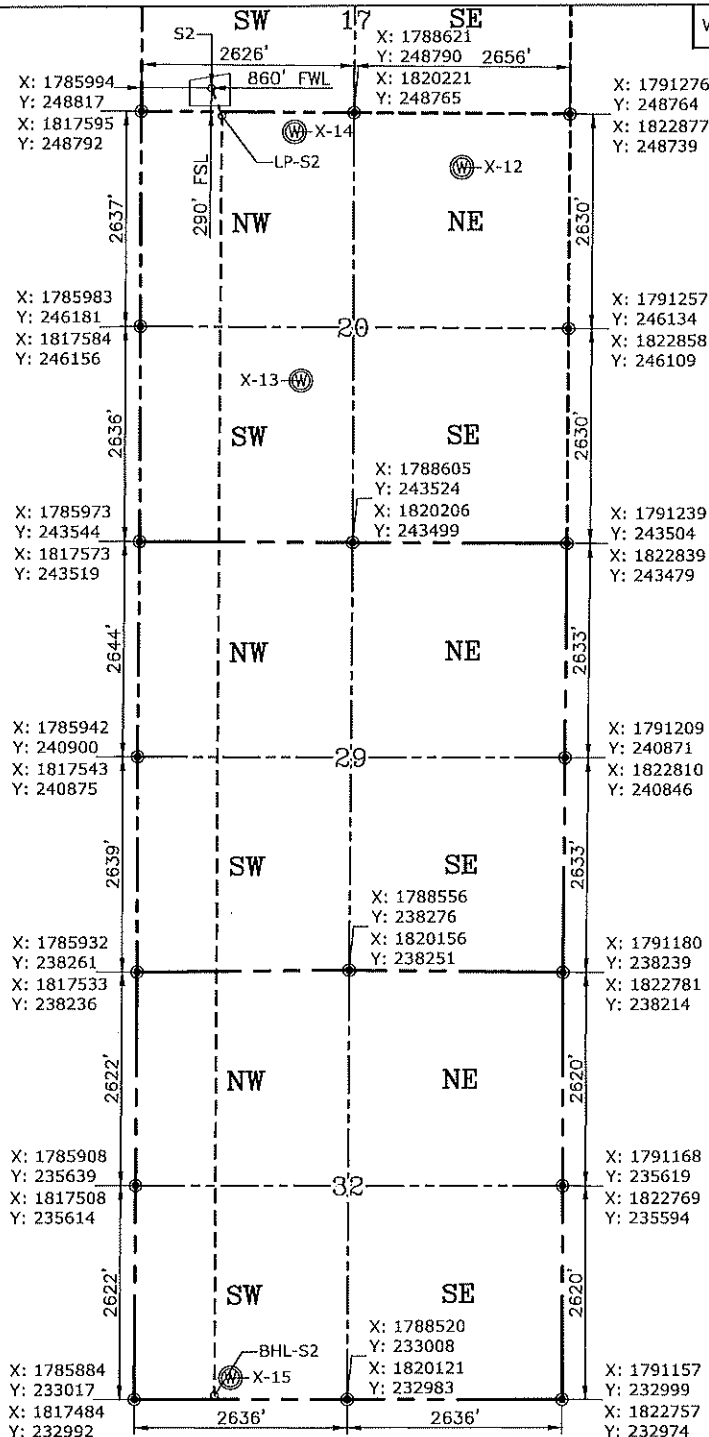 SW 17 SE
V
S2
2626'
X: 1788621
Y: 248790
2656'
X: 1820221
Y: 248765
860' FWL
X: 1785994
Y: 248817
X: 1817595
Y: 248792
X: 1791276
Y: 248764
X: 1822877
Y: 248739
W X-14
LP-S2
W X-12
290' FSL
2637'
NW
NE
2630'
X: 1785983
Y: 246181
X: 1817584
Y: 246156
20
X: 1791257
Y: 246134
X: 1822858
Y: 246109
X-13 W
2636'
SW
SE
2630'
X: 1788605
Y: 243524
X: 1820206
Y: 243499
X: 1785973
Y: 243544
X: 1817573
Y: 243519
X: 1791239
Y: 243504
X: 1822839
Y: 243479
2644'
NW
NE
2633'
X: 1785942
Y: 240900
X: 1817543
Y: 240875
29
X: 1791209
Y: 240871
X: 1822810
Y: 240846
2639'
SW
SE
2633'
X: 1788556
Y: 238276
X: 1820156
Y: 238251
X: 1785932
Y: 238261
X: 1817533
Y: 238236
X: 1791180
Y: 238239
X: 1822781
Y: 238214
2622'
NW
NE
2620'
X: 1785908
Y: 235639
X: 1817508
Y: 235614
32
X: 1791168
Y: 235619
X: 1822769
Y: 235594
2622'
SW
SE
2620'
BHL-S2
W X-15
X: 1788520
Y: 233008
X: 1820121
Y: 232983
X: 1785884
Y: 233017
X: 1817484
Y: 232992
X: 1791157
Y: 232999
X: 1822757
Y: 232974
2636'
2636'